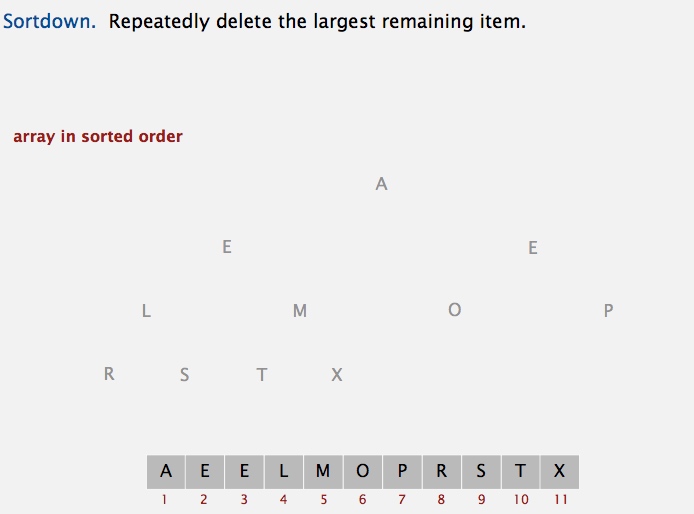 Sortdown. Repeatedly delete the largest remaining item.
array in sorted order
A
E E
L M O P
R S T X
A E E L M O P R S T X
1 2 3 4 5 6 7 8 9 10 11